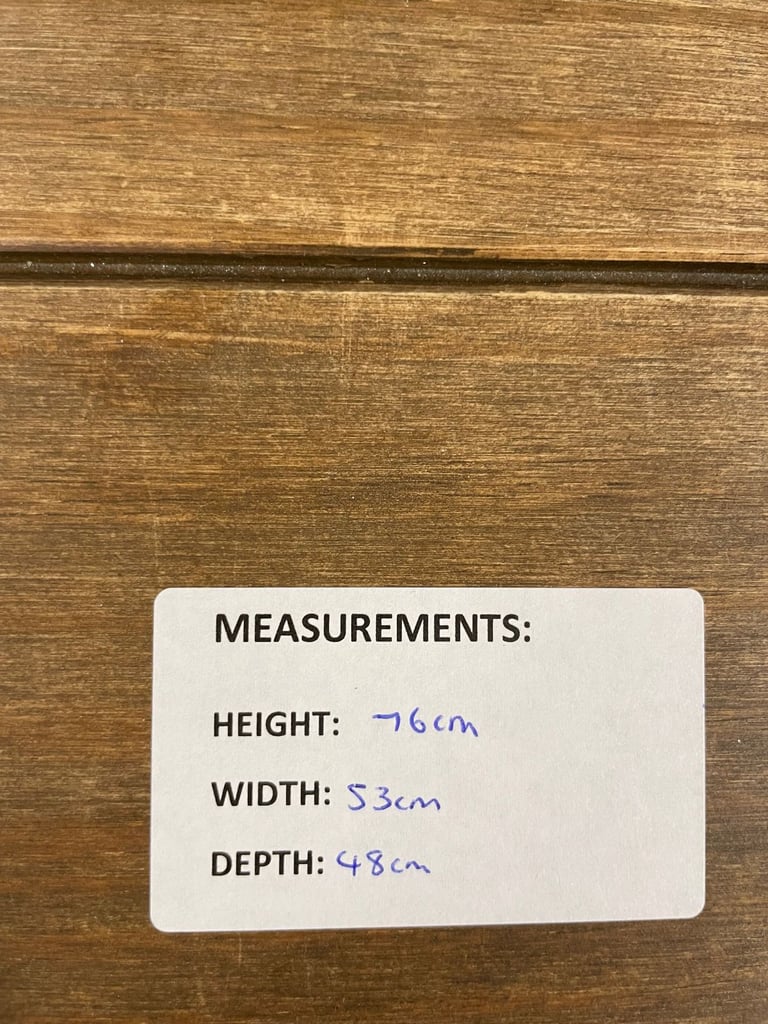 MEASUREMENTS:
HEIGHT: 76cm
WIDTH: 53cm
DEPTH: 48cm